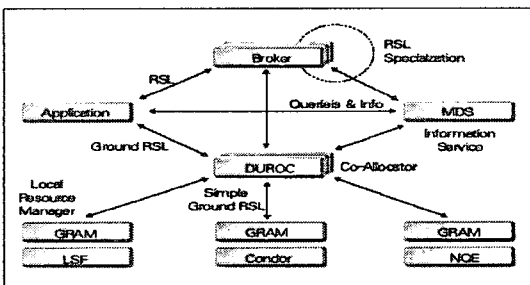 RSL
Specialization
Broker
RSL
Queries & Info
Application
MDS
Ground RSL
Information
Service
DUROC
Co-Allocator
Local
Resource
Manager
Simple
Ground RSL
GRAM
GRAM
GRAM
LSF
Condor
NQE